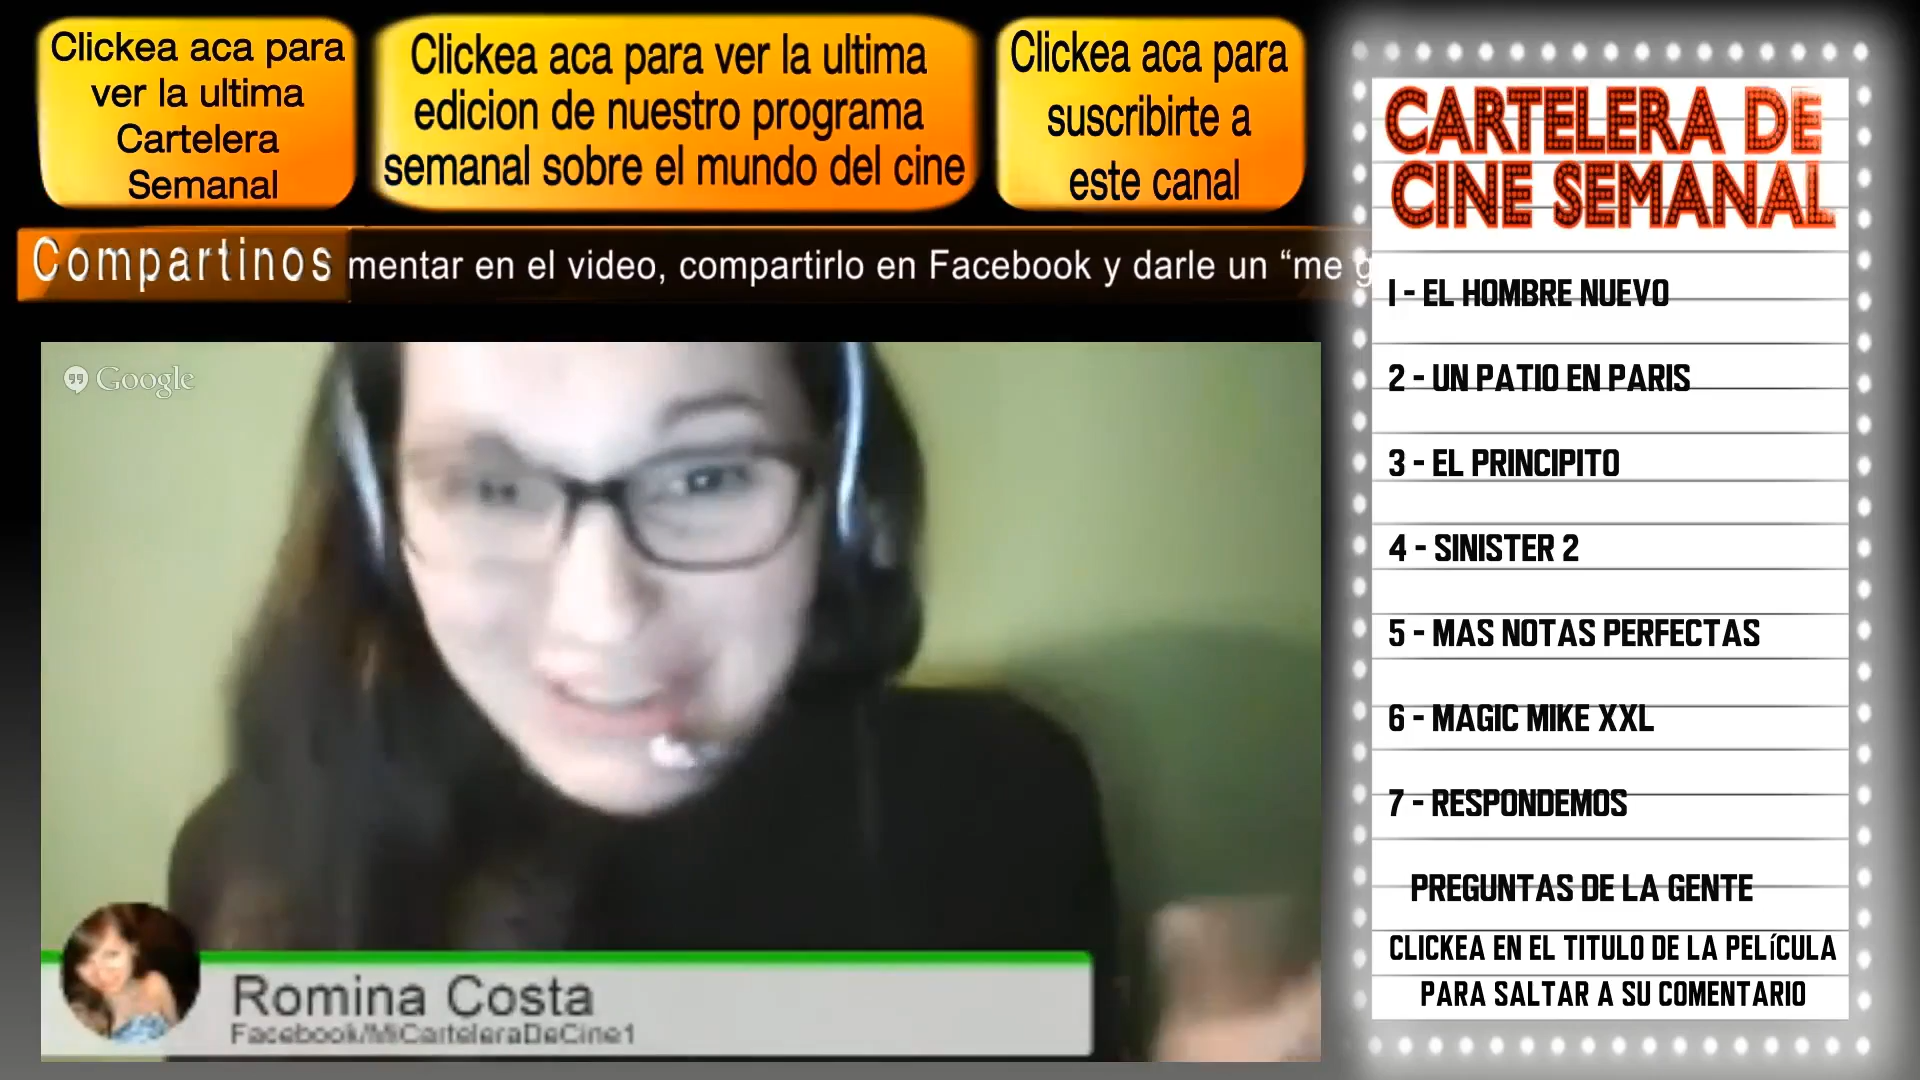 Clickea aca para
ver la ultima
Cartelera
Semanal
Clickea aca para ver la ultima
edicion de nuestro programa
semanal sobre el mundo del cine
Clickea aca para
suscribirte a
este canal
Compartinos
mentar en el video, compartirlo en Facebook y darle un “me g
Google
Romina Costa
Facebook/MiCarteleraDeCine1
CARTELERA DE
CINE SEMANAL
1 - EL HOMBRE NUEVO
2 - UN PATIO EN PARIS
3 - EL PRINCIPITO
4 - SINISTER 2
5 - MAS NOTAS PERFECTAS
6 - MAGIC MIKE XXL
7 - RESPONDEMOS
PREGUNTAS DE LA GENTE
CLICKEA EN EL TITULO DE LA PELíCULA
PARA SALTAR A SU COMENTARIO